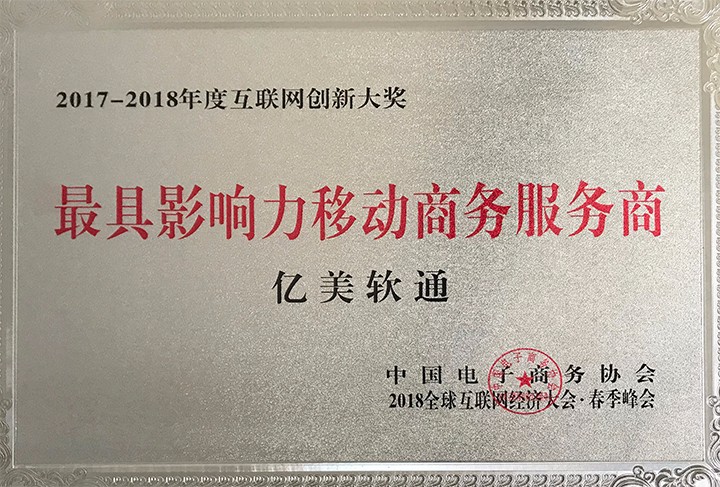 2017-2018年度互联网创新大奖
最具影响力移动商务服务商
亿美软通
中国电子商务协会
2018全球互联网经济大会·春季峰会